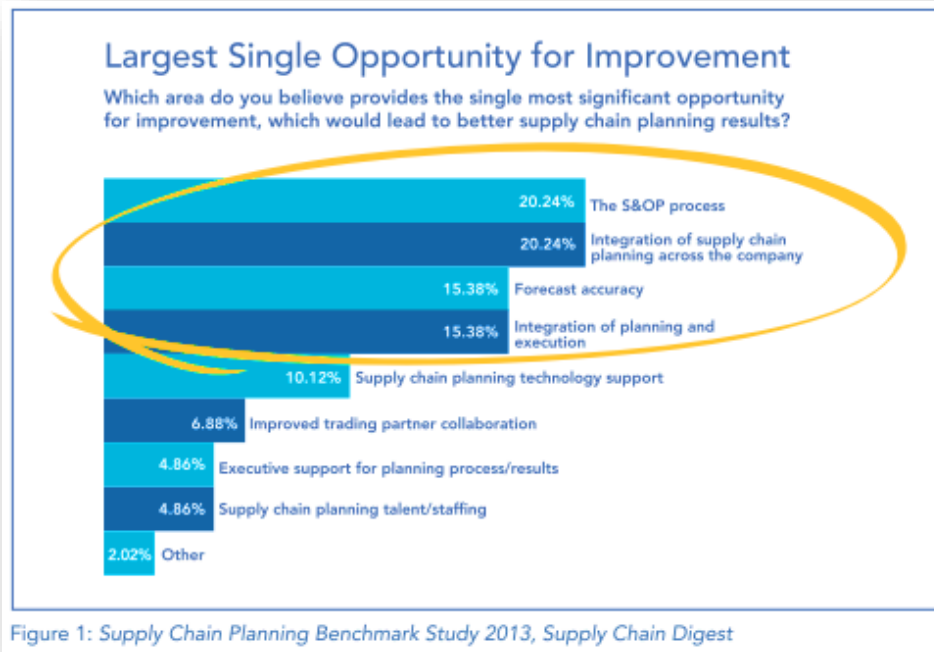 Largest Single Opportunity for Improvement
Which area do you believe provides the single most significant opportunity
for improvement, which would lead to better supply chain planning results?
20.24% The S&OP process
20.24% Integration of supply chain
planning across the company
15.38% Forecast accuracy
15.38% Integration of planning and
execution
10.12% Supply chain planning technology support
6.88% Improved trading partner collaboration
4.86% Executive support for planning process/results
4.86% Supply chain planning talent/staffing
2.02% Other
Figure 1: Supply Chain Planning Benchmark Study 2013, Supply Chain Digest